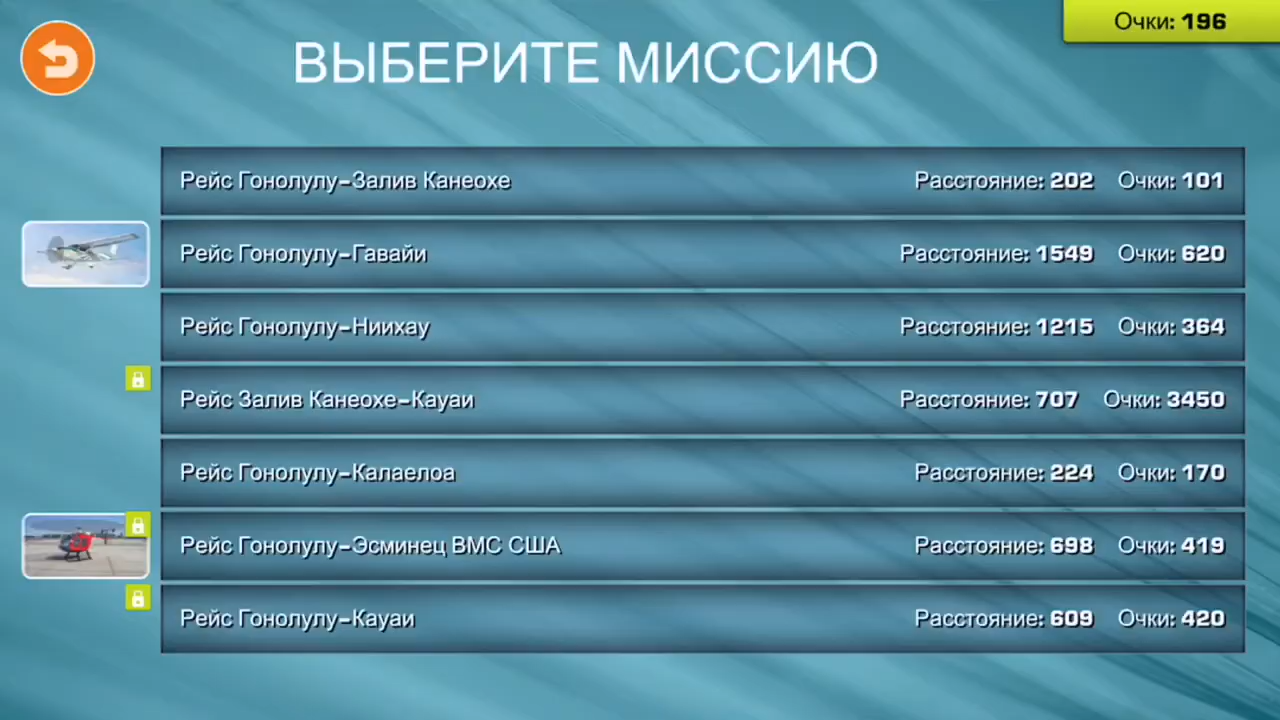 Очки: 196
ВЫБЕРИТЕ МИССИЮ
Рейс Гонолулу-Залив Канеохе Расстояние: 202 Очки: 101
Рейс Гонолулу-Гавайи Расстояние: 1549 Очки: 620
Рейс Гонолулу-Ниихау Расстояние: 1215 Очки: 364
Рейс Залив Канеохе-Кауаи Расстояние: 707 Очки: 3450
Рейс Гонолулу-Калаелоа Расстояние: 224 Очки: 170
Рейс Гонолулу-Эсминец ВМС США Расстояние: 698 Очки: 419
Рейс Гонолулу-Кауаи Расстояние: 609 Очки: 420